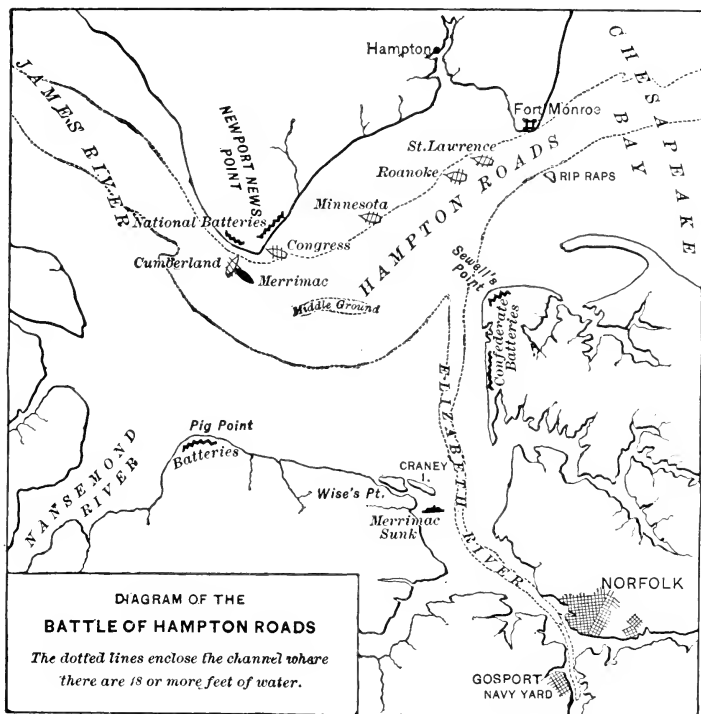 Hampton
CHESAPEAKE
BAY
JAMES RIVER
NEWPORT NEWS
POINT
Fort Monroe
St. Lawrence
Roanoke
HAMPTON ROADS
RIP RAPS
Minnesota
National Batteries
Congress
Cumberland
Merrimac
Sewell's
Point
Middle Ground
Confederate
Batteries
ELIZABETH RIVER
Pig Point
Batteries
NANSEMOND
RIVER
CRANEY
I.
Wise's Pt.
Merrimac
Sunk
NORFOLK
GOSPORT
NAVY YARD
DIAGRAM OF THE
BATTLE OF HAMPTON ROADS
The dotted lines enclose the channel where
there are 18 or more feet of water.